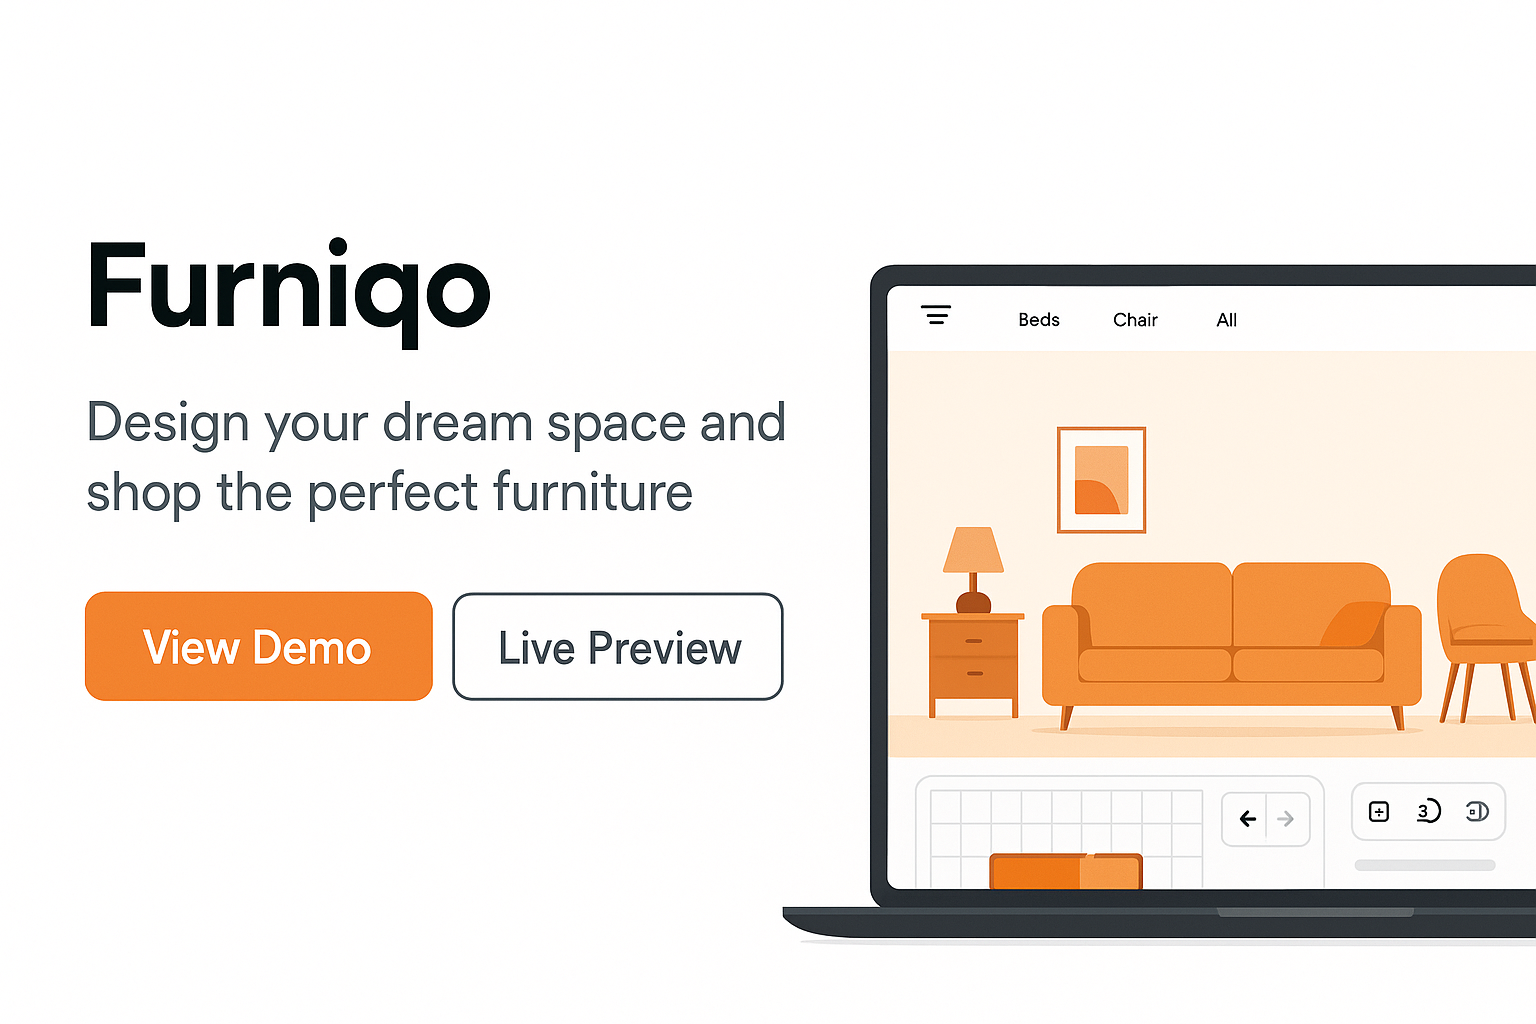 Furniqo
Design your dream space and
shop the perfect furniture
View Demo
Live Preview
Beds
Chair
All
3